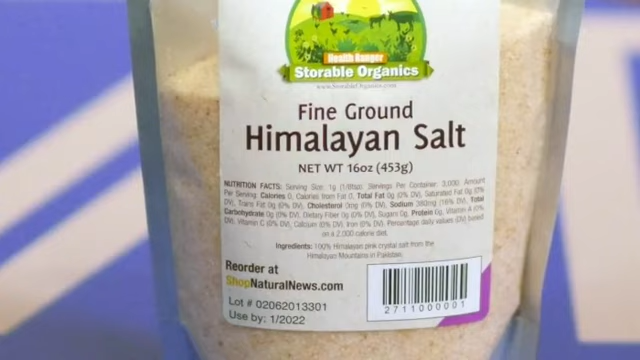 Health Ranger
Storable Organics
www.StorableOrganics.com
Fine Ground
Himalayan Salt
NET WT 16oz (453g)
NUTRITION FACTS: Serving Size: 1g (1/8tsp) Servings Per Container: 3,000. Amount
Per Serving: Calories 0, Calories from Fat 0, Total Fat 0g (0% DV), Saturated Fat 0g (0%
DV), Trans Fat 0g (0% DV), Cholesterol 0mg (0% DV), Sodium 380mg (16% DV), Total
Carbohydrate 0g (0% DV), Dietary Fiber 0g (0% DV), Sugars 0g, Protein 0g, Vitamin A (0%
DV), Vitamin C (0% DV), Calcium (0% DV), Iron (0% DV). Percentage daily values (DV) based
on a 2,000 calorie diet.
Ingredients: 100% Himalayan pink crystal salt from the
Himalayan Mountains in Pakistan.
Reorder at
ShopNaturalNews.com
Lot # 02062013301
Use by: 1/2022
2711000001